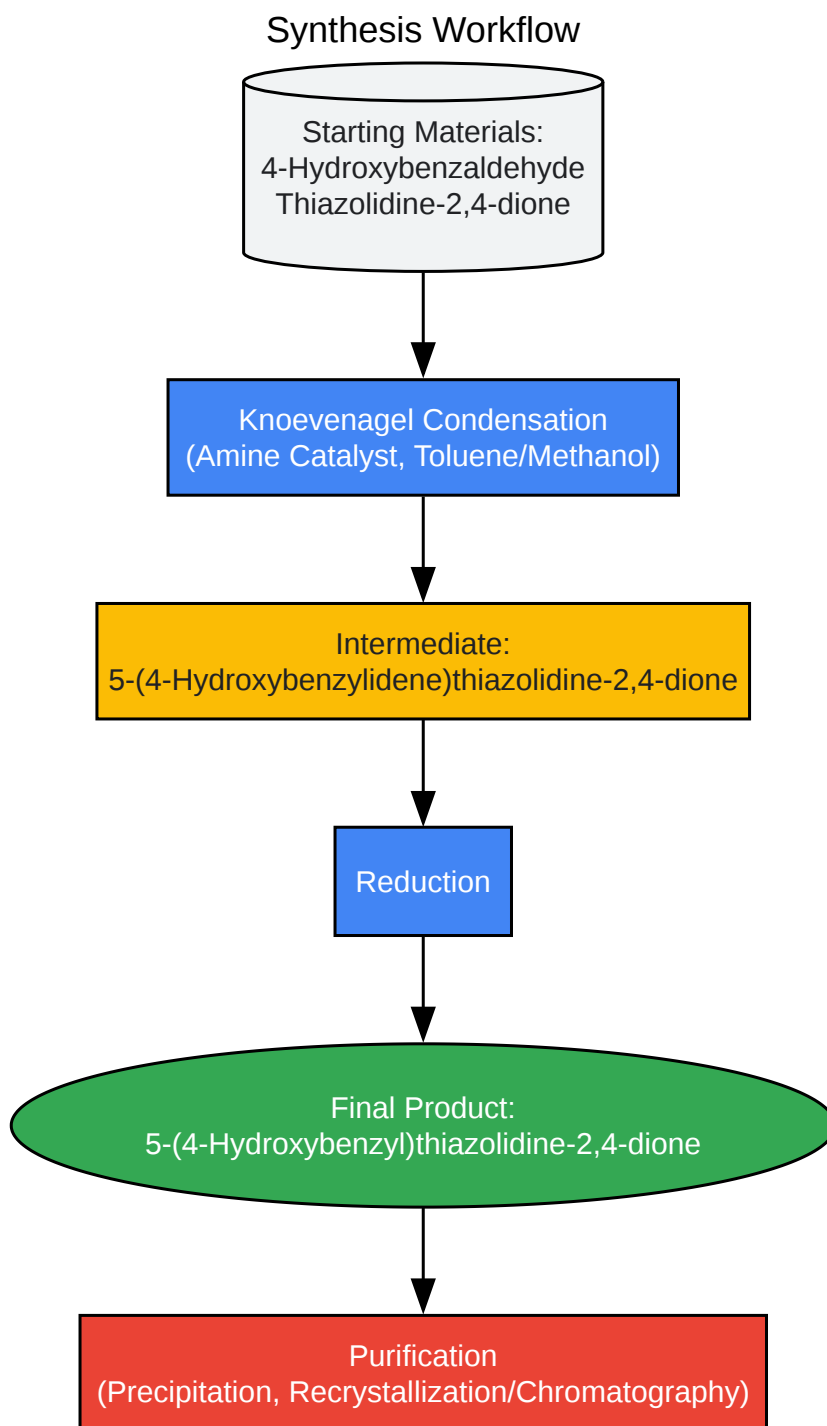 Synthesis Workflow
Starting Materials:
4-Hydroxybenzaldehyde
Thiazolidine-2,4-dione
Knoevenagel Condensation
(Amine Catalyst, Toluene/Methanol)
Intermediate:
5-(4-Hydroxybenzylidene)thiazolidine-2,4-dione
Reduction
Final Product:
5-(4-Hydroxybenzyl)thiazolidine-2,4-dione
Purification
(Precipitation, Recrystallization/Chromatography)